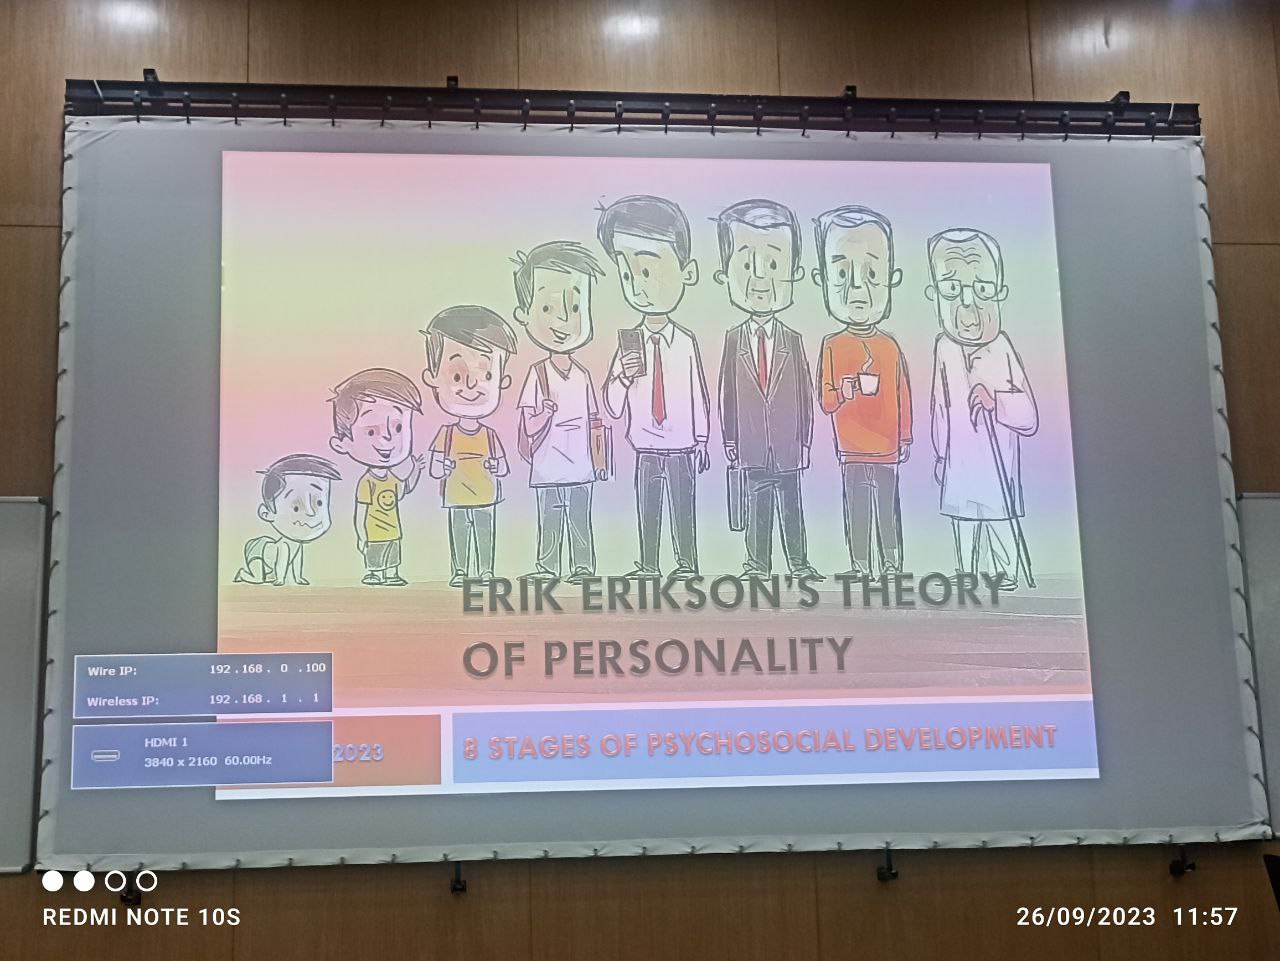 ERIK ERIKSON'S THEORY
OF PERSONALITY
Wire IP: 192 . 168 . 0 . 100
Wireless IP: 192 . 168 . 1 . 1
HDMI 1
3840 x 2160 60.00Hz
2023
8 STAGES OF PSYCHOSOCIAL DEVELOPMENT
REDMI NOTE 10S
26/09/2023 11:57